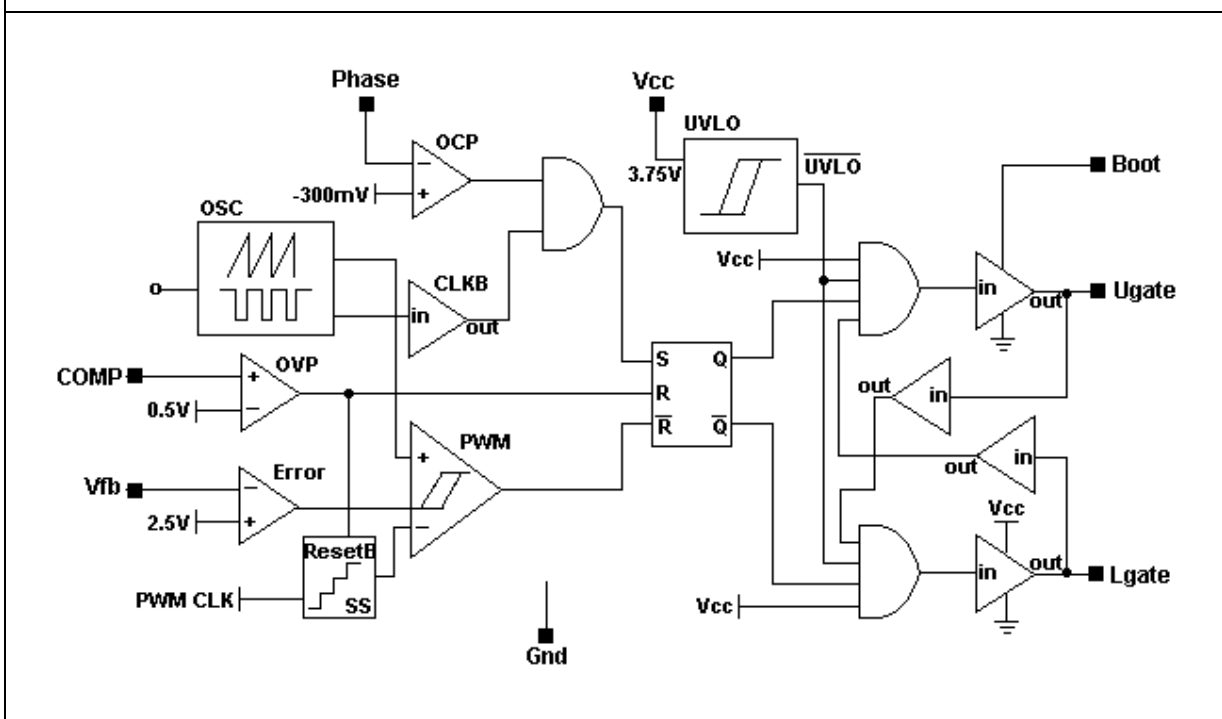 Phase
Vcc
OCP
UVLO
UVLO
3.75V
-300mV
Boot
OSC
Vcc
CLKB
in
out
in
out
Ugate
o
COMP
OVP
0.5V
S
Q
R
R
Q
out
in
PWM
Vfb
Error
2.5V
out
in
Vcc
ResetB
SS
PWM CLK
in
out
Lgate
Vcc
Gnd